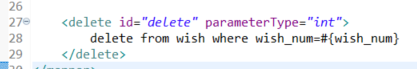 26
27 <delete id="delete" parameterType="int">
28 delete from wish where wish_num=#{wish_num}
29 </delete>